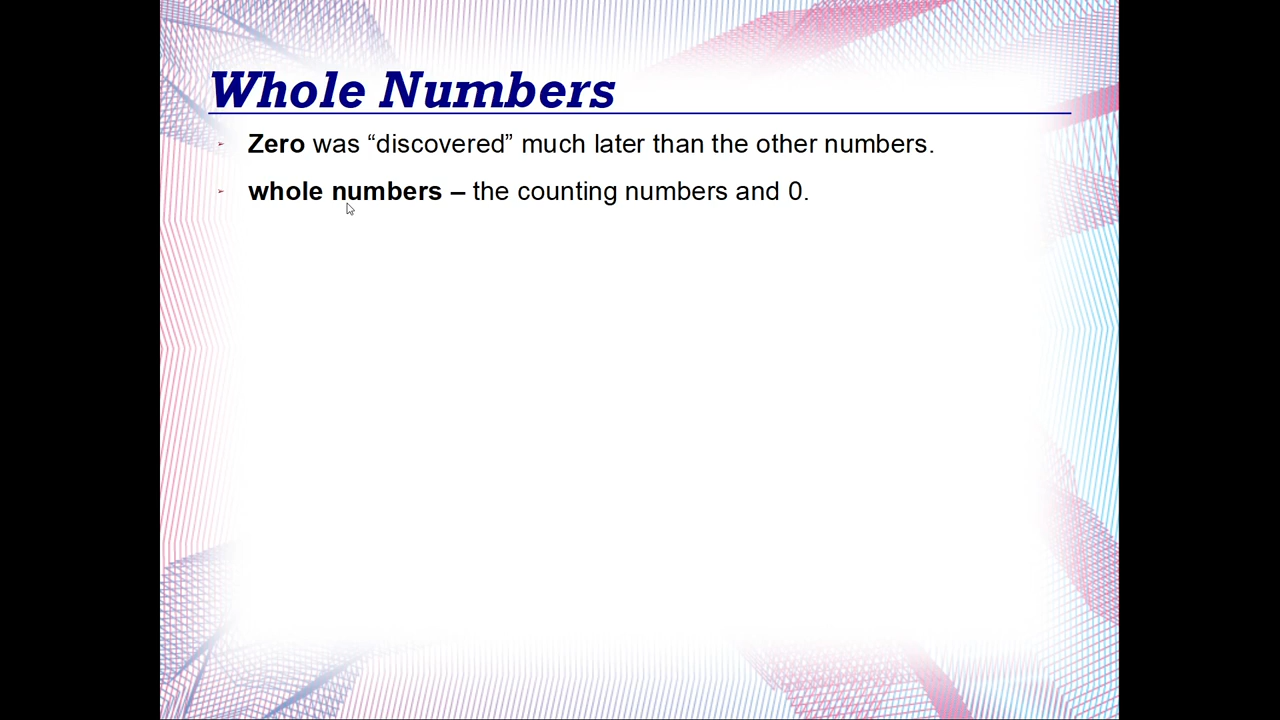 Whole Numbers
Zero was “discovered” much later than the other numbers.
whole numbers – the counting numbers and 0.